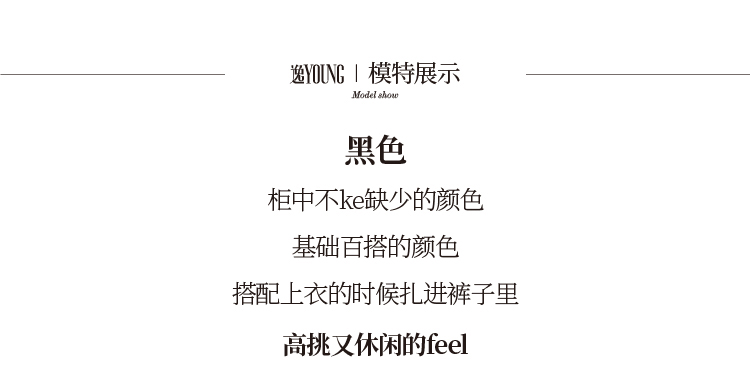 逸YOUNG | 模特展示
Model show
黑色
柜中不ke缺少的颜色
基础百搭的颜色
搭配上衣的时候扎进裤子里
高挑又休闲的feel